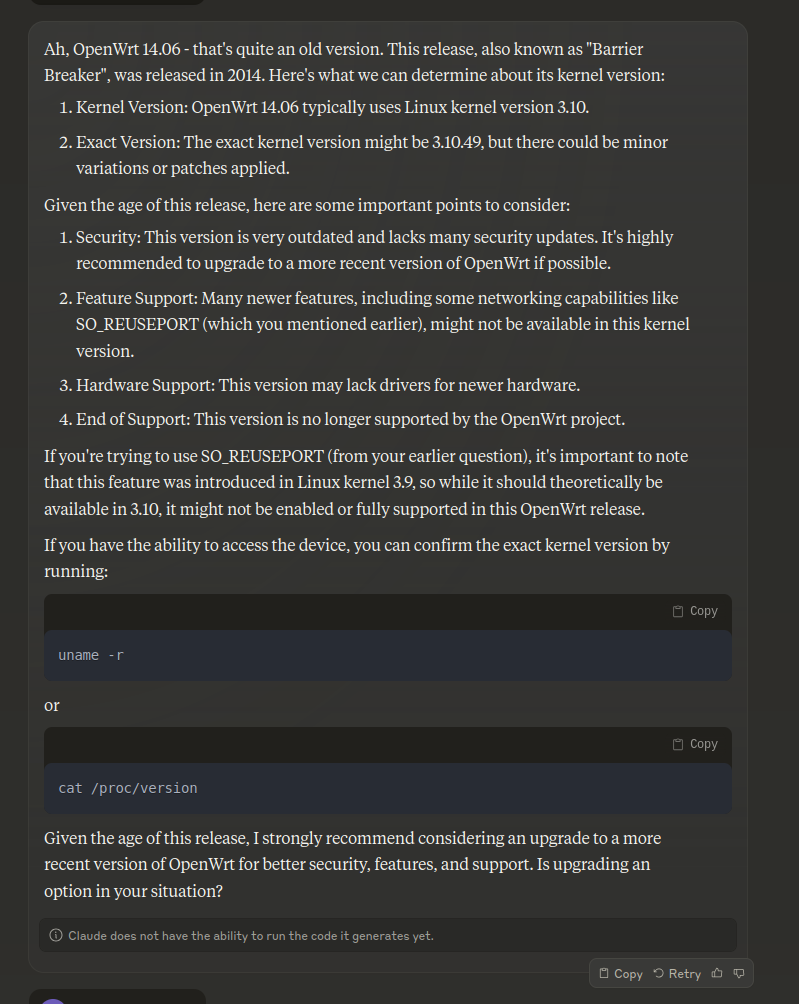 Ah, OpenWrt 14.06 - that's quite an old version. This release, also known as "Barrier
Breaker", was released in 2014. Here's what we can determine about its kernel version:
1. Kernel Version: OpenWrt 14.06 typically uses Linux kernel version 3.10.
2. Exact Version: The exact kernel version might be 3.10.49, but there could be minor
variations or patches applied.
Given the age of this release, here are some important points to consider:
1. Security: This version is very outdated and lacks many security updates. It's highly
recommended to upgrade to a more recent version of OpenWrt if possible.
2. Feature Support: Many newer features, including some networking capabilities like
SO_REUSEPORT (which you mentioned earlier), might not be available in this kernel
version.
3. Hardware Support: This version may lack drivers for newer hardware.
4. End of Support: This version is no longer supported by the OpenWrt project.
If you're trying to use SO_REUSEPORT (from your earlier question), it's important to note
that this feature was introduced in Linux kernel 3.9, so while it should theoretically be
available in 3.10, it might not be enabled or fully supported in this OpenWrt release.
If you have the ability to access the device, you can confirm the exact kernel version by
running:
Copy
uname -r
or
Copy
cat /proc/version
Given the age of this release, I strongly recommend considering an upgrade to a more
recent version of OpenWrt for better security, features, and support. Is upgrading an
option in your situation?
Claude does not have the ability to run the code it generates yet.
Copy Retry